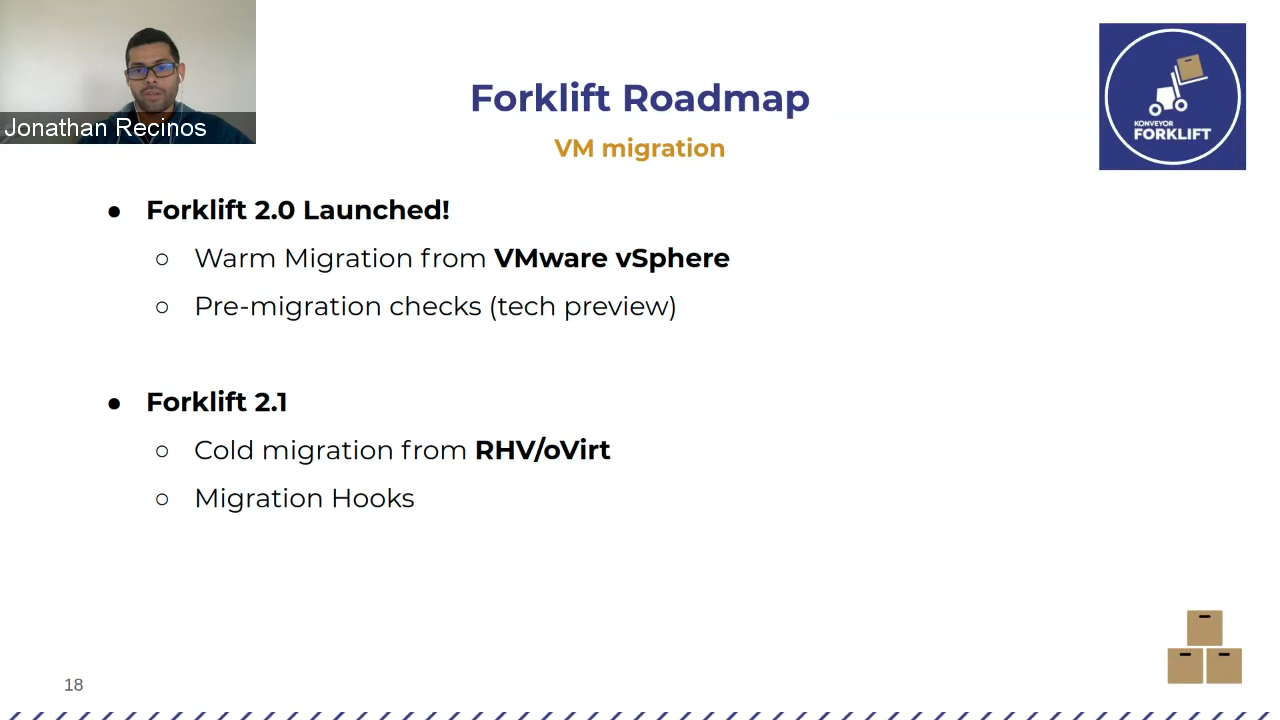 Jonathan Recinos
Forklift Roadmap
VM migration
KONVEYOR
FORKLIFT
● Forklift 2.0 Launched!
○ Warm Migration from VMware vSphere
○ Pre-migration checks (tech preview)
● Forklift 2.1
○ Cold migration from RHV/oVirt
○ Migration Hooks
18